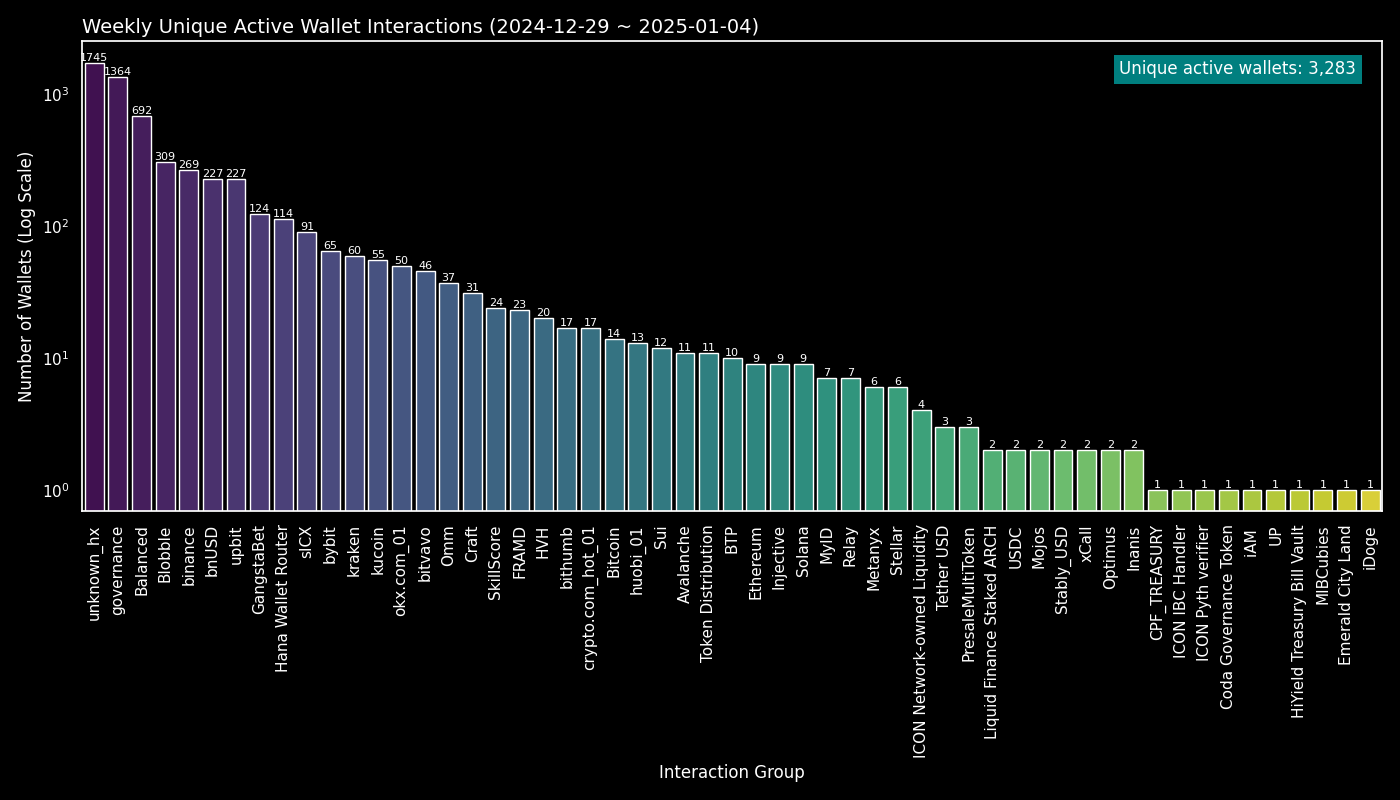 Weekly Unique Active Wallet Interactions (2024-12-29 ~ 2025-01-04)
Unique active wallets: 3,283
Number of Wallets (Log Scale)
10³
10²
10¹
10⁰
1745
1364
692
309
269
227
227
124
114
91
65
60
55
50
46
37
31
24
23
20
17
17
14
13
12
11
11
10
9
9
9
7
7
6
6
4
3
3
2
2
2
2
2
2
2
1
1
1
1
1
1
1
1
1
1
unknown_hx
governance
Balanced
Blobble
binance
bnUSD
upbit
GangstaBet
Hana Wallet Router
sICX
bybit
kraken
kucoin
okx.com_01
bitvavo
Omm
Craft
SkillScore
FRAMD
HVH
bithumb
crypto.com_hot_01
Bitcoin
huobi_01
Sui
Avalanche
Token Distribution
BTP
Ethereum
Injective
Solana
MyID
Relay
Metanyx
Stellar
ICON Network-owned Liquidity
Tether USD
PresaleMultiToken
Liquid Finance Staked ARCH
USDC
Mojos
Stably_USD
xCall
Optimus
Inanis
CPF_TREASURY
ICON IBC Handler
ICON Pyth verifier
Coda Governance Token
iAM
UP
HiYield Treasury Bill Vault
MIBCubies
Emerald City Land
iDoge
Interaction Group